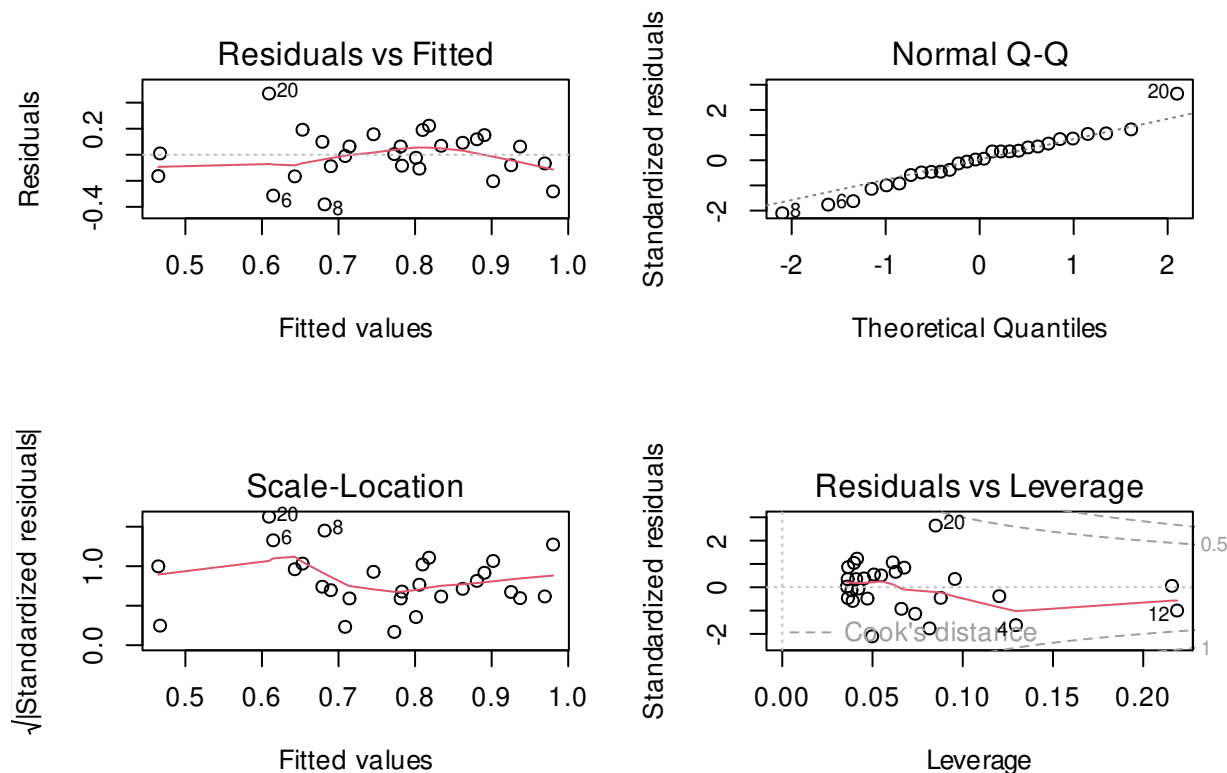 Residuals vs Fitted
Residuals
0.2
-0.4
20
6
8
0.5 0.6 0.7 0.8 0.9 1.0
Fitted values
Normal Q-Q
Standardized residuals
2
0
-2
20
6
8
-2 -1 0 1 2
Theoretical Quantiles
Scale-Location
√|Standardized residuals|
1.0
0.0
20
8
6
0.5 0.6 0.7 0.8 0.9 1.0
Fitted values
Residuals vs Leverage
Standardized residuals
2
0
-2
20
0.5
12
4
Cook's distance
1
0.00 0.05 0.10 0.15 0.20
Leverage